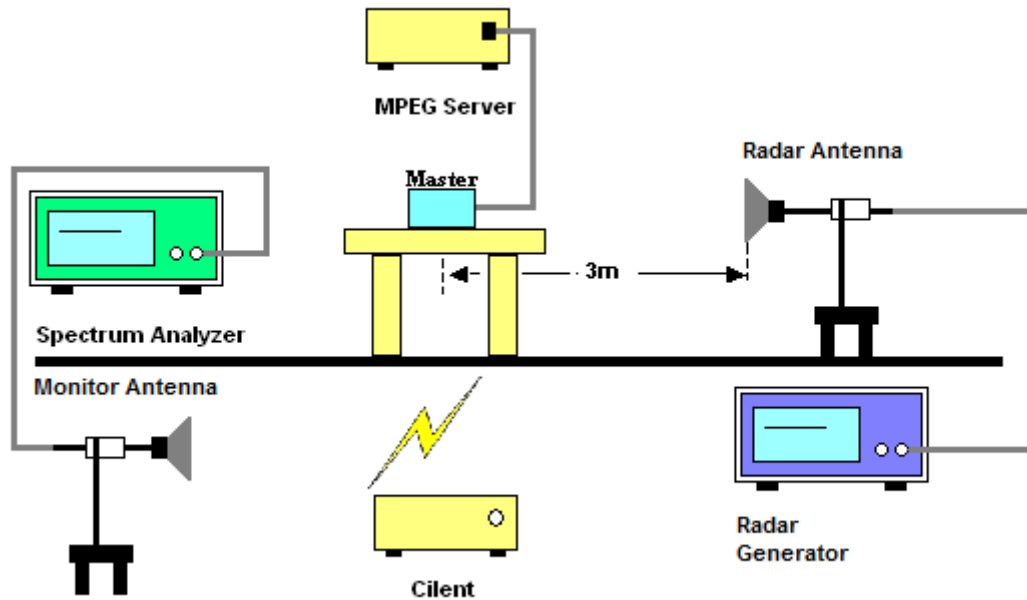 MPEG Server
Radar Antenna
Master
3m
Spectrum Analyzer
Monitor Antenna
Radar
Generator
Cilent